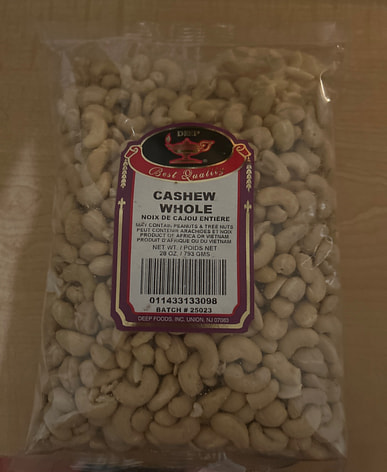 DEEP
Best Quality
CASHEW
WHOLE
NOIX DE CAJOU ENTIÈRE
MAY CONTAIN PEANUTS & TREE NUTS
PEUT CONTENIR ARACHIDES ET NOIX
PRODUCT OF AFRICA OR VIETNAM
PRODUIT D'AFRIQUE OU DU VIETNAM
NET WT. / POIDS NET
28 OZ. / 793 GMS.
011433133098
BATCH # 25023
DEEP FOODS, INC. UNION, NJ 07083